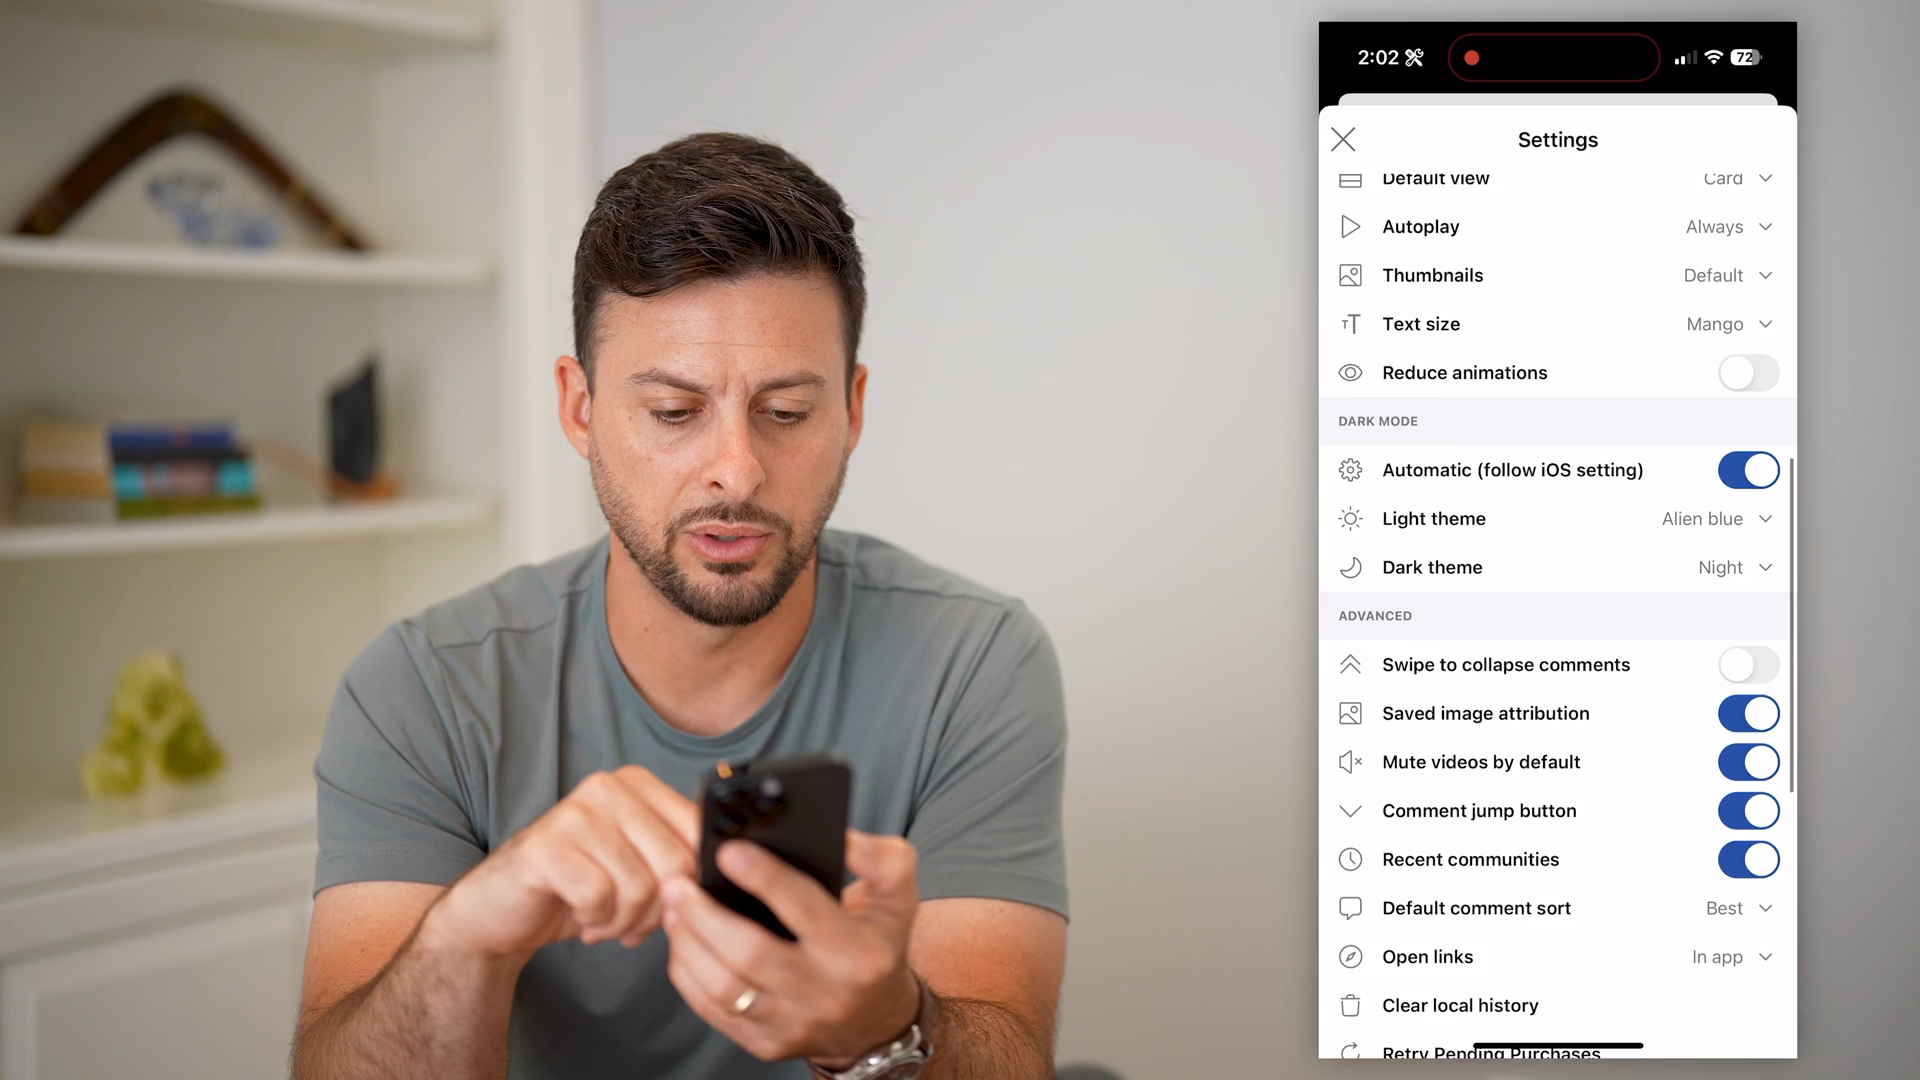 2:02
72
Settings
Default view Card
Autoplay Always
Thumbnails Default
Text size Mango
Reduce animations
DARK MODE
Automatic (follow iOS setting)
Light theme Alien blue
Dark theme Night
ADVANCED
Swipe to collapse comments
Saved image attribution
Mute videos by default
Comment jump button
Recent communities
Default comment sort Best
Open links In app
Clear local history
Retry Pending Purchases